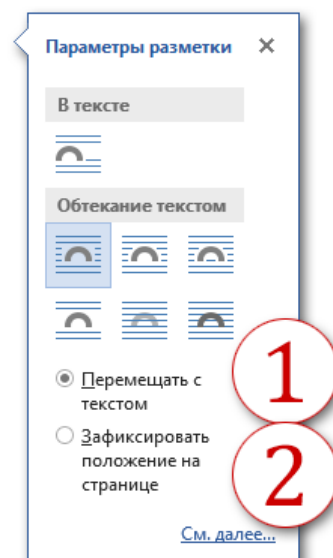 Параметры разметки ×
В тексте
Обтекание текстом
Перемещать с
текстом
1
Зафиксировать
положение на
странице
2
См. далее...